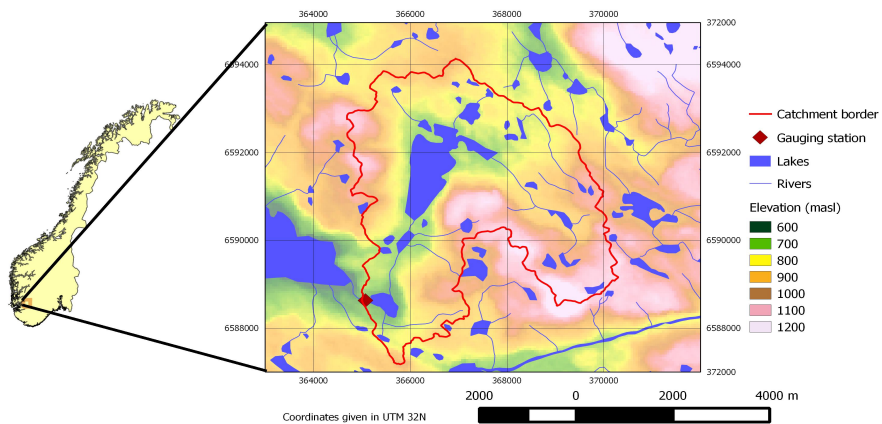 364000 366000 368000 370000 372000
6594000 6594000
6592000 6592000
6590000 6590000
6588000 6588000
364000 366000 368000 370000 372000
Catchment border
Gauging station
Lakes
Rivers
Elevation (masl)
600
700
800
900
1000
1100
1200
Coordinates given in UTM 32N
2000 0 2000 4000 m